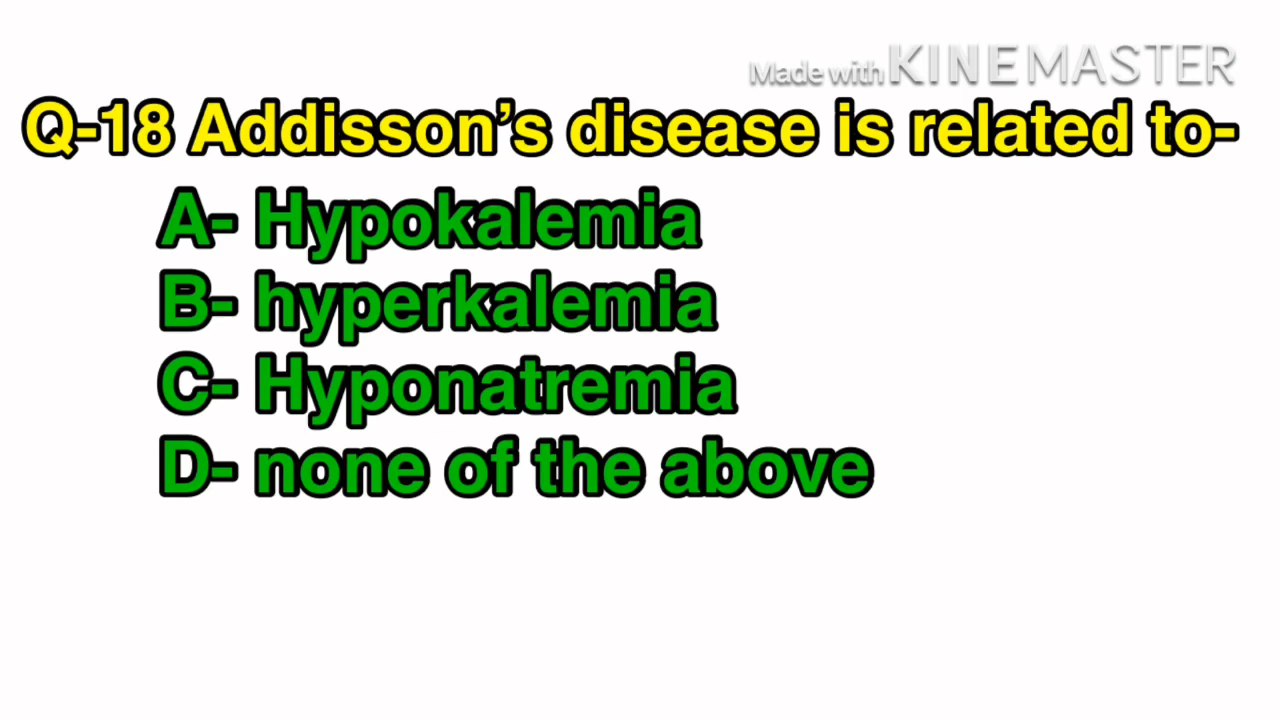 Made with KINEMASTER
Q-18 Addisson’s disease is related to-
A- Hypokalemia
B- hyperkalemia
C- Hyponatremia
D- none of the above